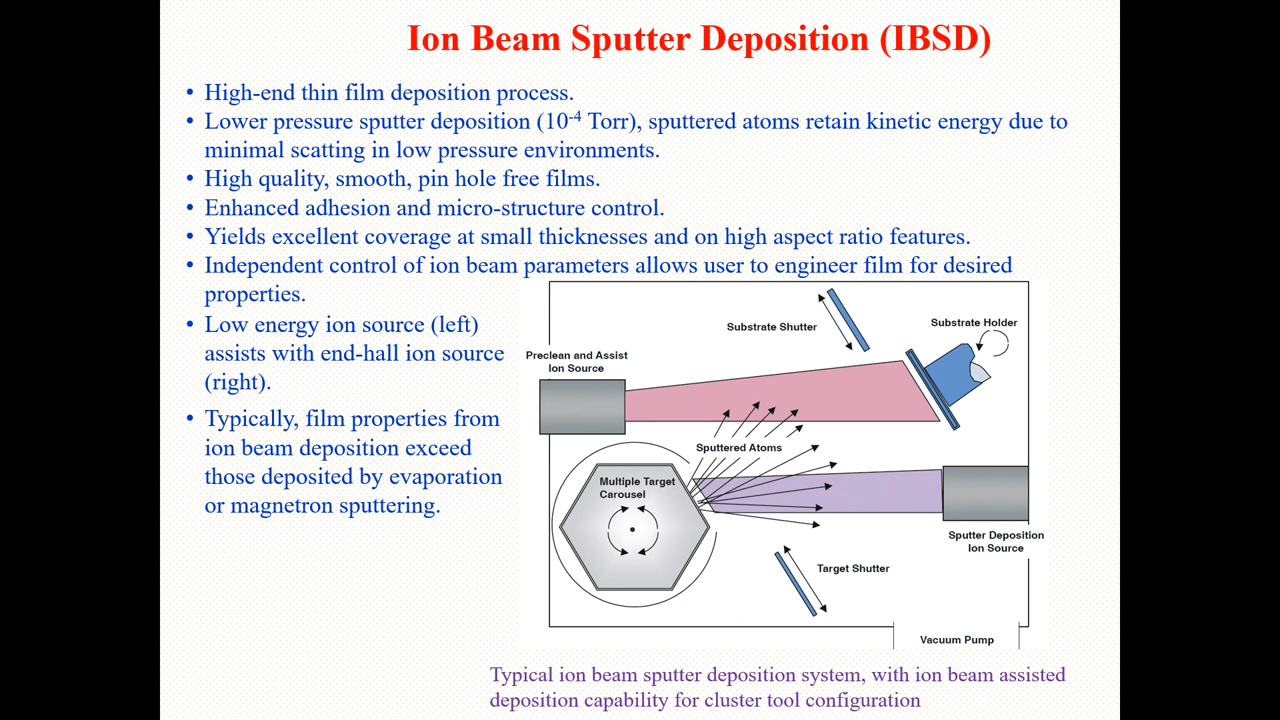 Ion Beam Sputter Deposition (IBSD)
• High-end thin film deposition process.
• Lower pressure sputter deposition (10⁻⁴ Torr), sputtered atoms retain kinetic energy due to
minimal scatting in low pressure environments.
• High quality, smooth, pin hole free films.
• Enhanced adhesion and micro-structure control.
• Yields excellent coverage at small thicknesses and on high aspect ratio features.
• Independent control of ion beam parameters allows user to engineer film for desired
properties.
• Low energy ion source (left)
assists with end-hall ion source
(right).
• Typically, film properties from
ion beam deposition exceed
those deposited by evaporation
or magnetron sputtering.
Substrate Shutter
Substrate Holder
Preclean and Assist
Ion Source
Sputtered Atoms
Multiple Target
Carousel
Sputter Deposition
Ion Source
Target Shutter
Vacuum Pump
Typical ion beam sputter deposition system, with ion beam assisted
deposition capability for cluster tool configuration